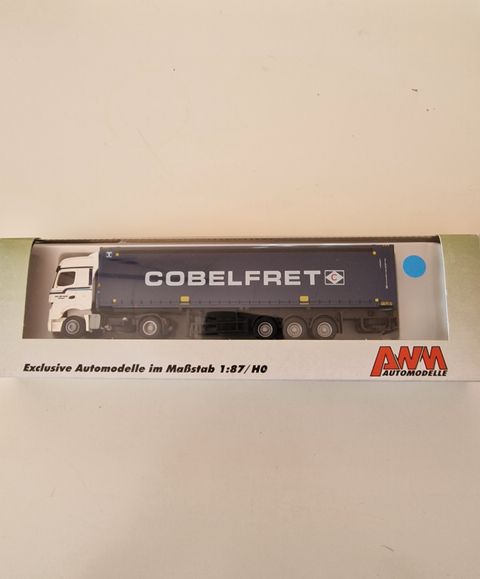 COBELFRET
C
Exclusive Automodelle im Maßstab 1:87/H0
AWM
AUTOMODELLE